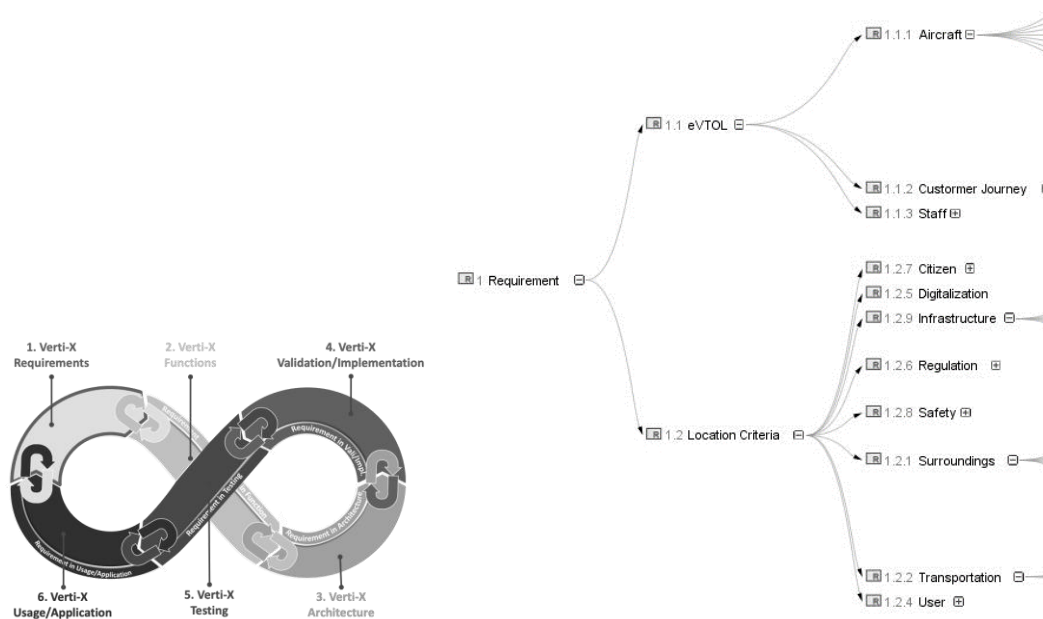 1. Verti-X
Requirements
2. Verti-X
Functions
4. Verti-X
Validation/Implementation
Requirement in Vali/Impl.
Requirement in Testing
Requirement in Architecture
Requirement in Usage/Application
6. Verti-X
Usage/Application
5. Verti-X
Testing
3. Verti-X
Architecture
R 1 Requirement
R 1.1 eVTOL
R 1.1.1 Aircraft
R 1.1.2 Custormer Journey
R 1.1.3 Staff
R 1.2 Location Criteria
R 1.2.7 Citizen
R 1.2.5 Digitalization
R 1.2.9 Infrastructure
R 1.2.6 Regulation
R 1.2.8 Safety
R 1.2.1 Surroundings
R 1.2.2 Transportation
R 1.2.4 User